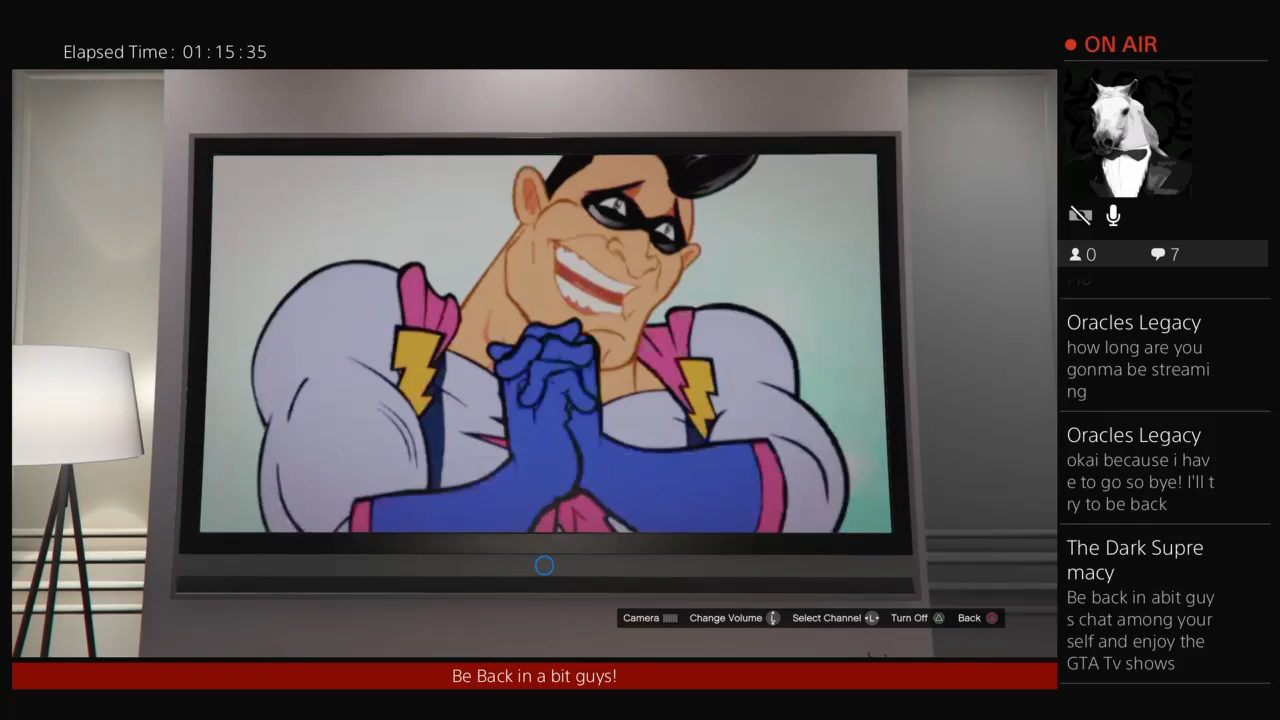 Elapsed Time: 01:15:35
ON AIR
0
7
Oracles Legacy
how long are you
gonma be streami
ng
Oracles Legacy
okai because i hav
e to go so bye! I'll t
ry to be back
The Dark Supre
macy
Be back in abit guy
s chat among your
self and enjoy the
GTA Tv shows
Camera Change Volume L Select Channel L Turn Off Back
Be Back in a bit guys!